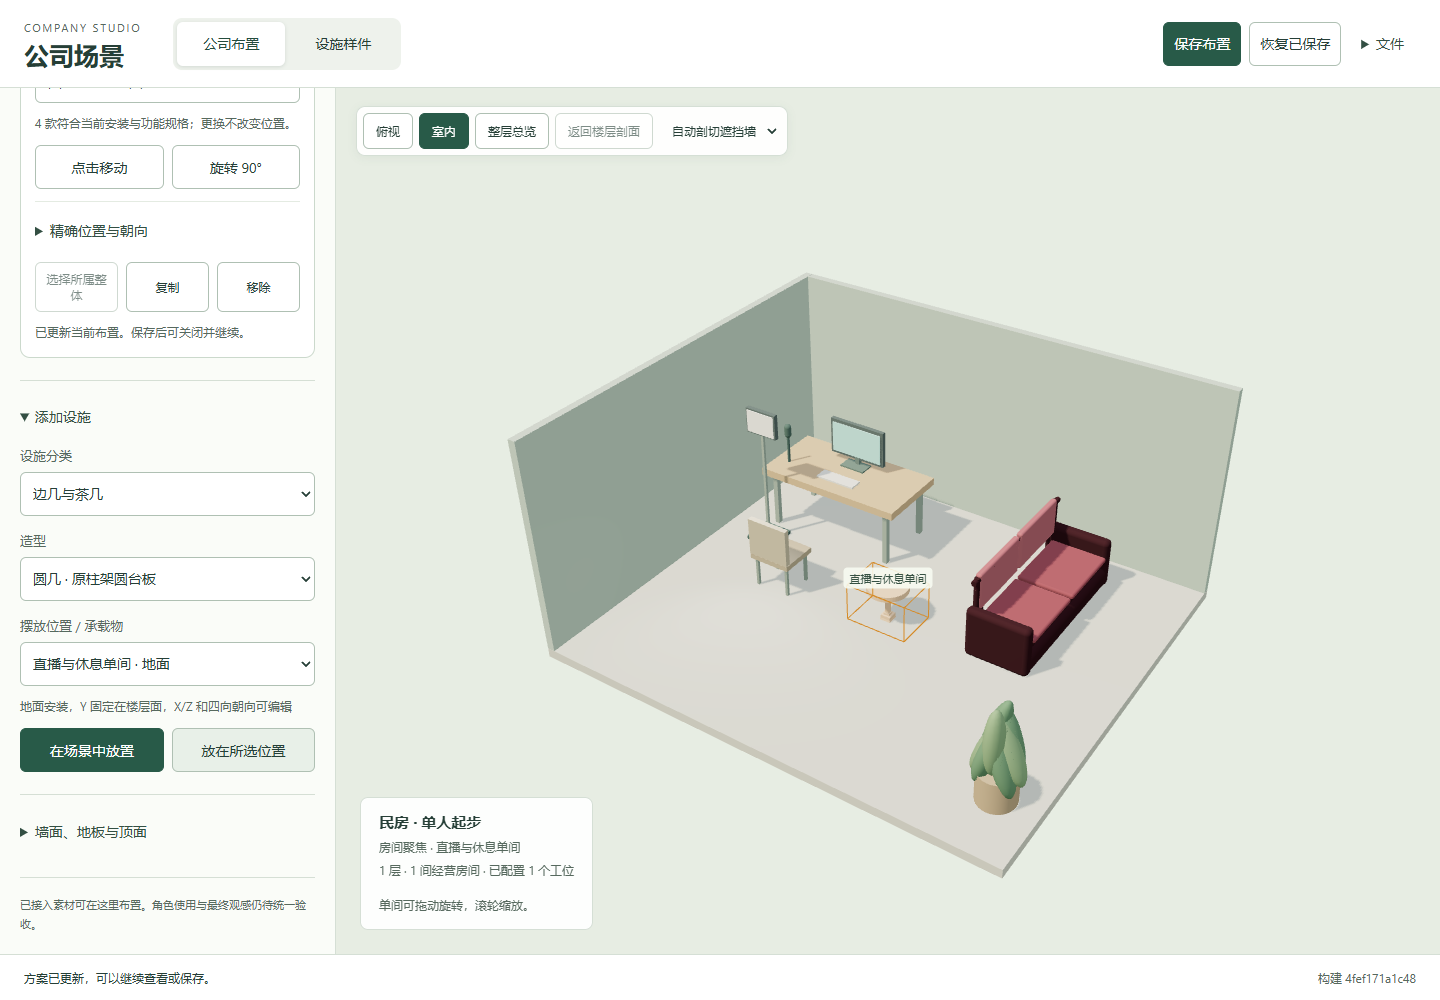 COMPANY STUDIO
公司场景
公司布置
设施样件
保存布置
恢复已保存
▶ 文件
4 款符合当前安装与功能规格；更换不改变位置。
点击移动
旋转 90°
▶ 精确位置与朝向
选择所属整
体
复制
移除
已更新当前布置。保存后可关闭并继续。
▼ 添加设施
设施分类
边几与茶几
造型
圆几 · 原柱架圆台板
摆放位置 / 承载物
直播与休息单间 · 地面
地面安装，Y 固定在楼层面，X/Z 和四向朝向可编辑
在场景中放置
放在所选位置
▶ 墙面、地板与顶面
已接入素材可在这里布置。角色使用与最终观感仍待统一验
收。
俯视
室内
整层总览
返回楼层剖面
自动剖切遮挡墙
直播与休息单间
民房 · 单人起步
房间聚焦 · 直播与休息单间
1 层 · 1 间经营房间 · 已配置 1 个工位
单间可拖动旋转，滚轮缩放。
方案已更新，可以继续查看或保存。
构建 4fef171a1c48